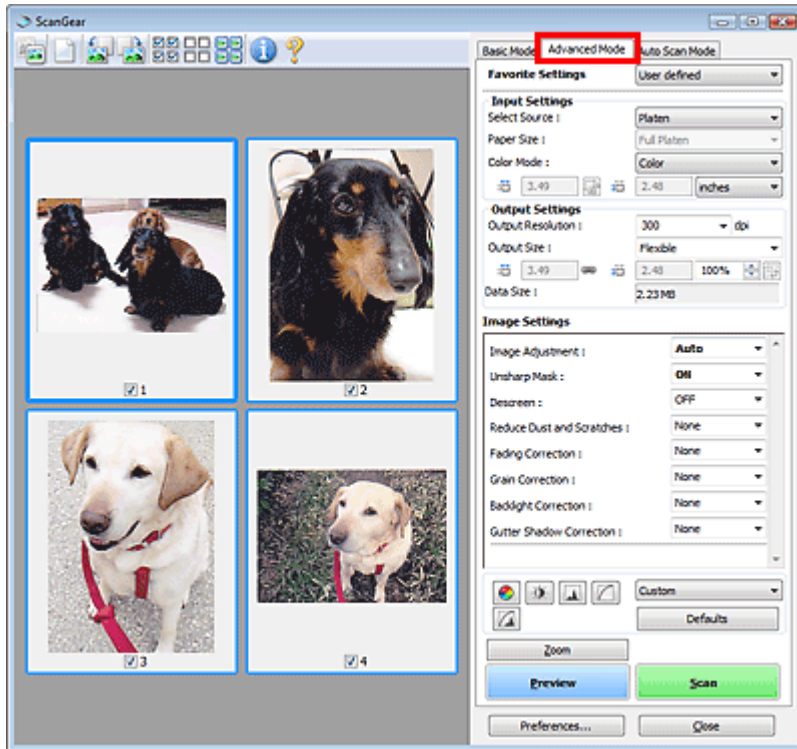 ScanGear
Basic Mode Advanced Mode Auto Scan Mode
Favorite Settings User defined
Input Settings
Select Source : Platen
Paper Size : Full Platen
Color Mode : Color
3.49 2.48 inches
Output Settings
Output Resolution : 300 dpi
Output Size : Flexible
3.49 2.48 100%
Data Size : 2.23 MB
Image Settings
Image Adjustment : Auto
Unsharp Mask : ON
Descreen : OFF
Reduce Dust and Scratches : None
Fading Correction : None
Grain Correction : None
Backlight Correction : None
Gutter Shadow Correction : None
Custom
Defaults
Zoom
Preview Scan
Preferences... Close
1 2
3 4